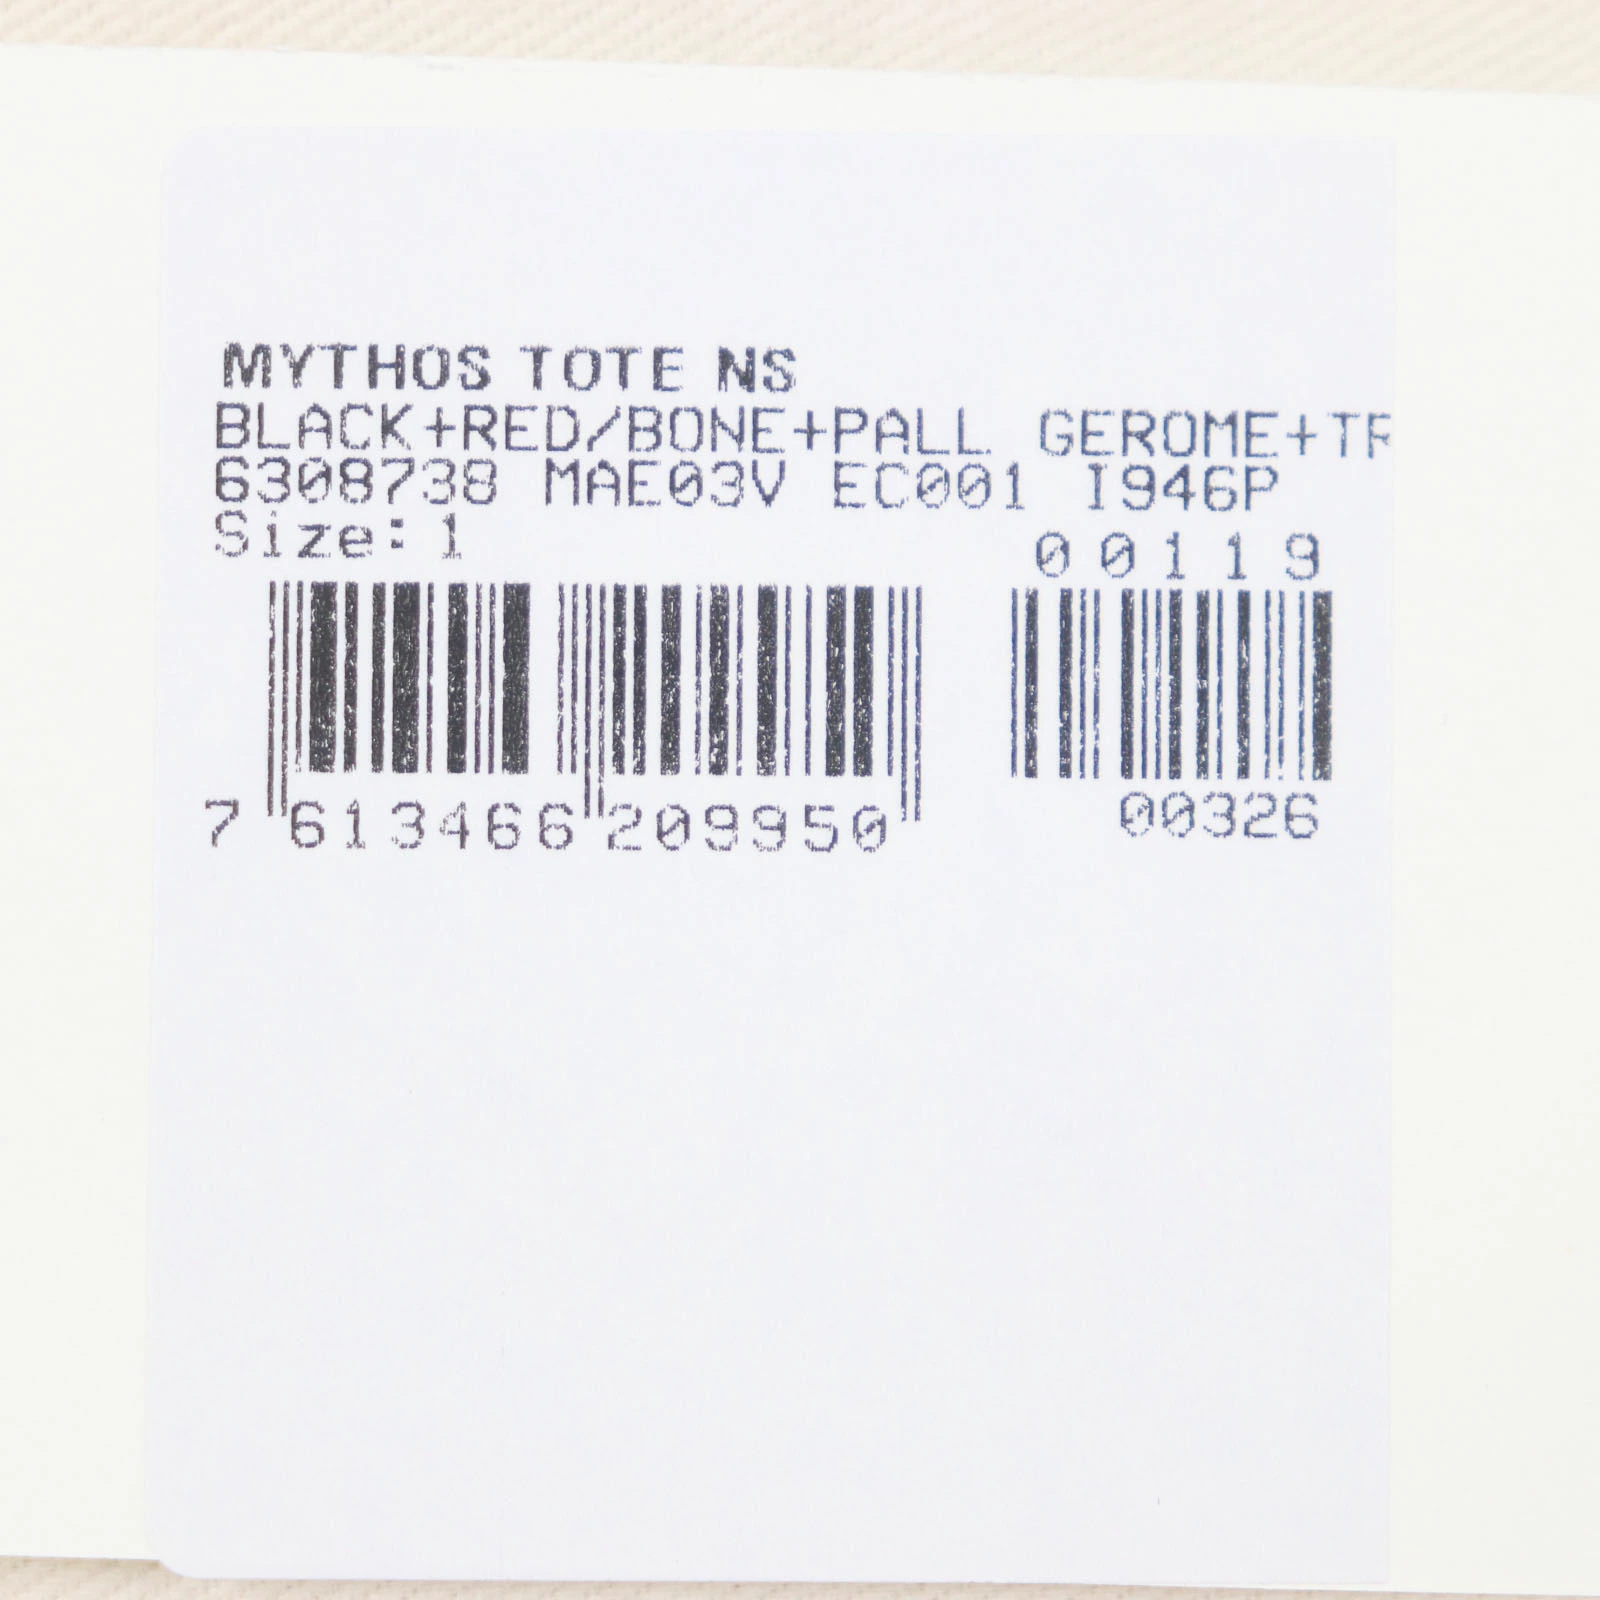 MYTHOS TOTE NS
BLACK+RED/BONE+PALL GEROME+TR
6308738 MAE03V EC001 I946P
Size:1
00119
7 613466 209950
00326